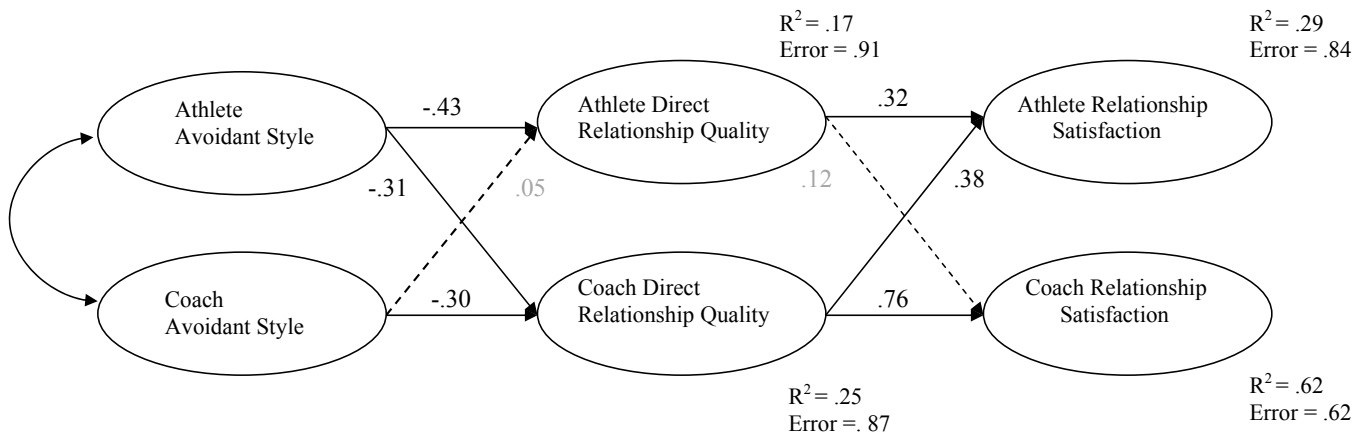 R² = .17
Error = .91
R² = .29
Error = .84
Athlete
Avoidant Style
-.43
Athlete Direct
Relationship Quality
.32
Athlete Relationship
Satisfaction
-.31
.05
.12
.38
Coach
Avoidant Style
-.30
Coach Direct
Relationship Quality
.76
Coach Relationship
Satisfaction
R² = .25
Error =. 87
R² = .62
Error = .62